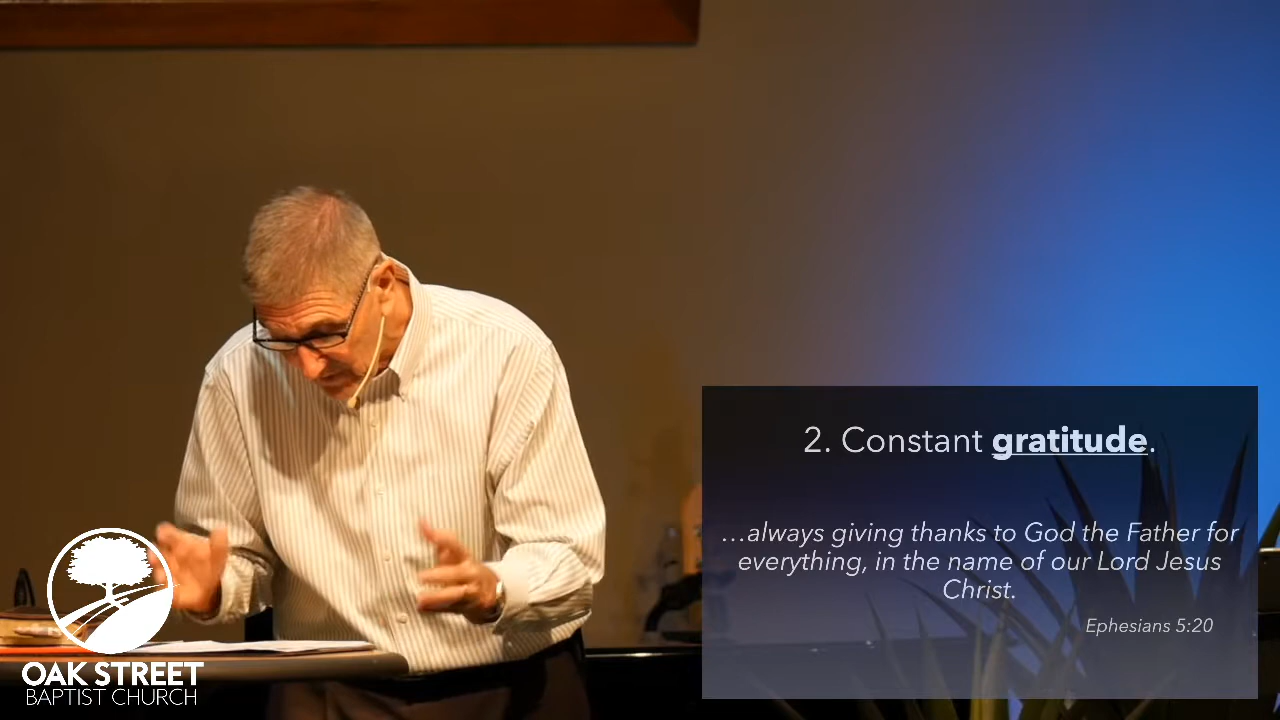 2. Constant gratitude.
…always giving thanks to God the Father for
everything, in the name of our Lord Jesus
Christ.
Ephesians 5:20
OAK STREET
BAPTIST CHURCH